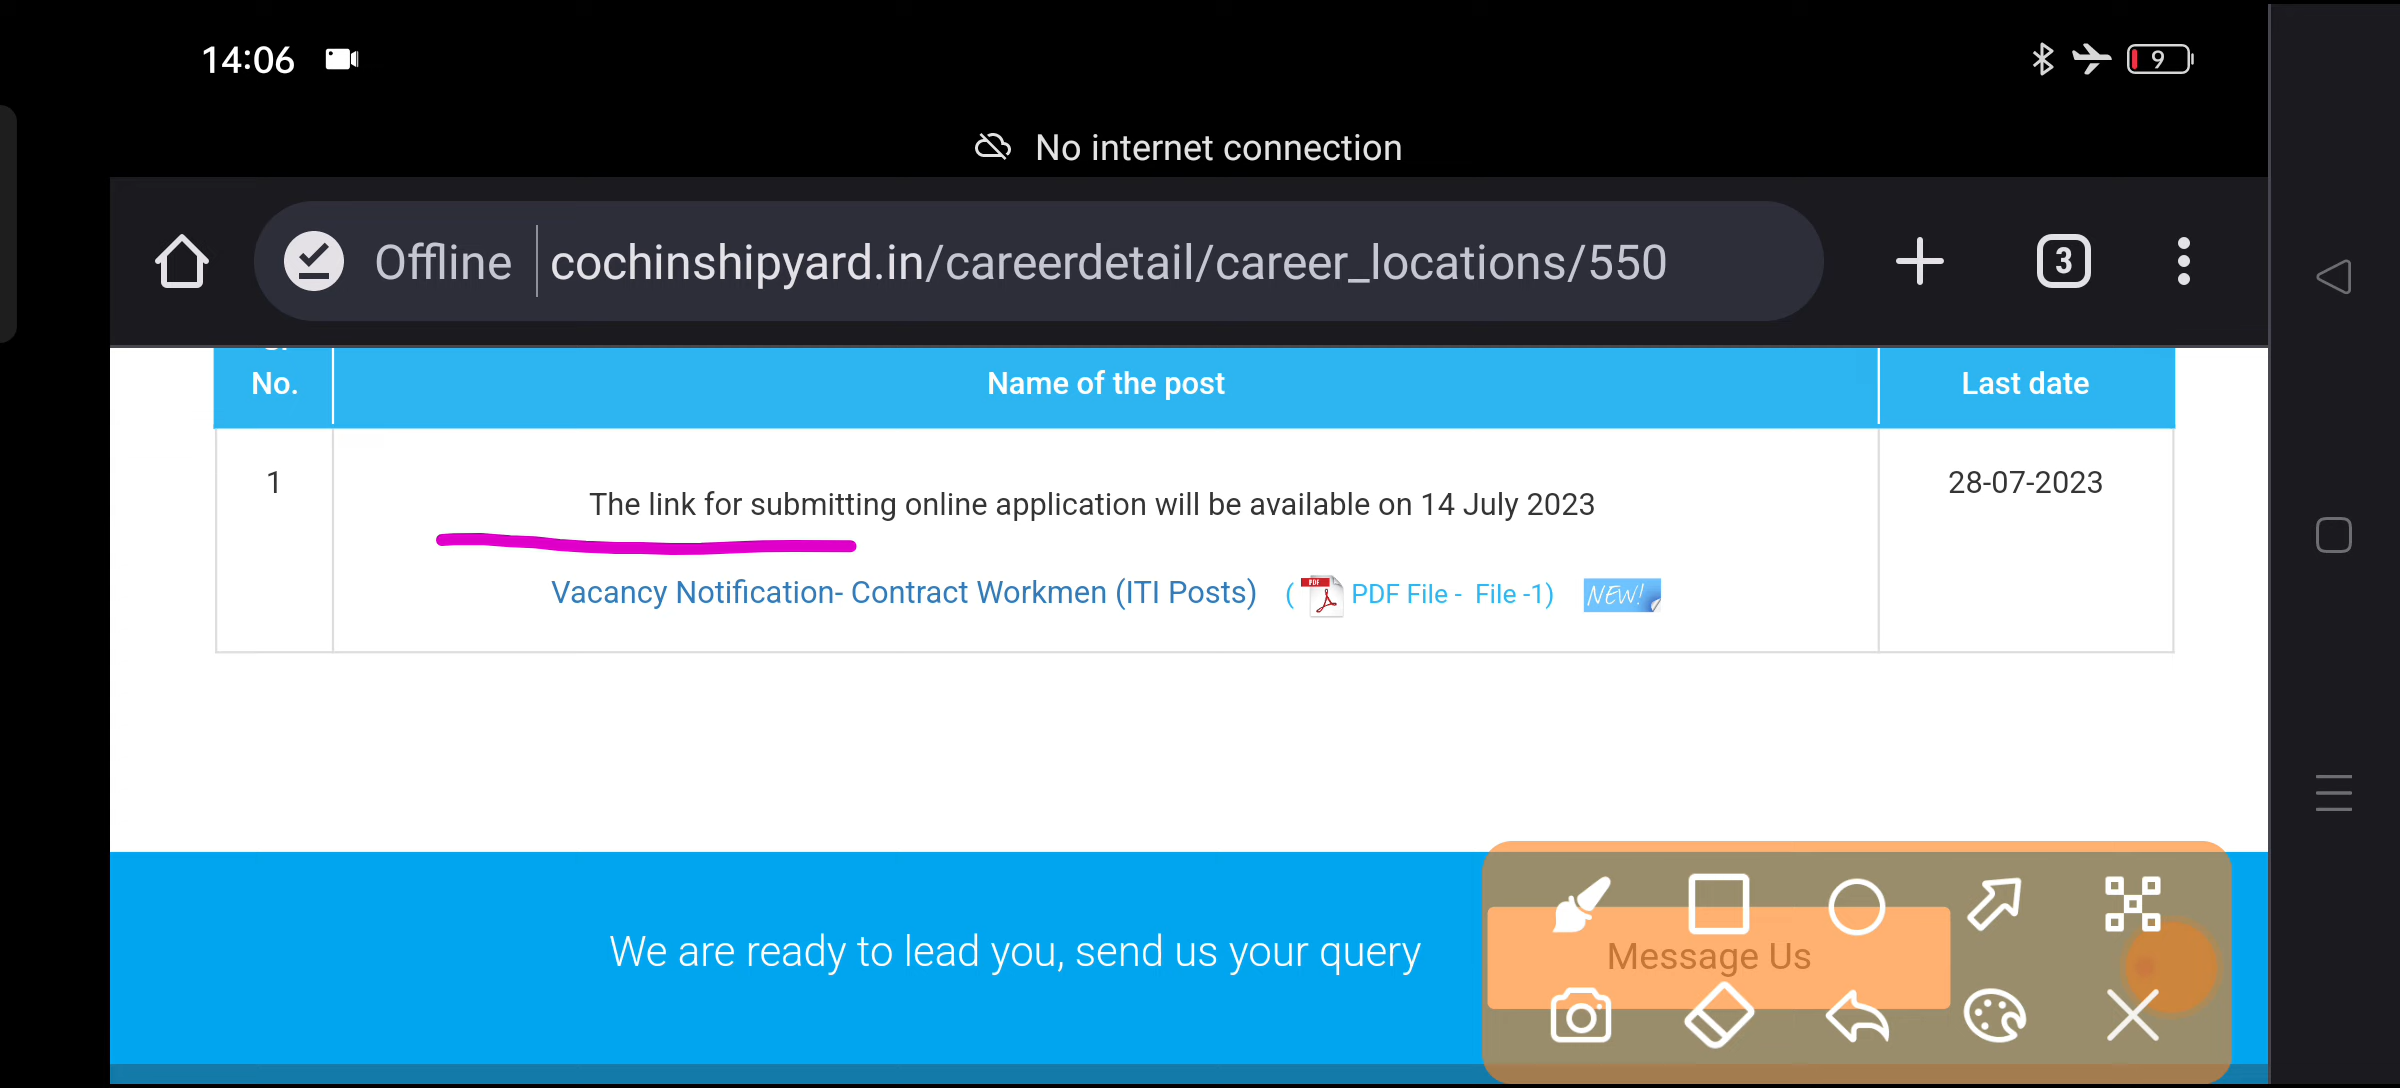 14:06
9
No internet connection
Offline cochinshipyard.in/careerdetail/career_locations/550
3
No. Name of the post Last date
1 The link for submitting online application will be available on 14 July 2023 28-07-2023
Vacancy Notification- Contract Workmen (ITI Posts) ( PDF PDF File - File -1) NEW!
We are ready to lead you, send us your query
Message Us